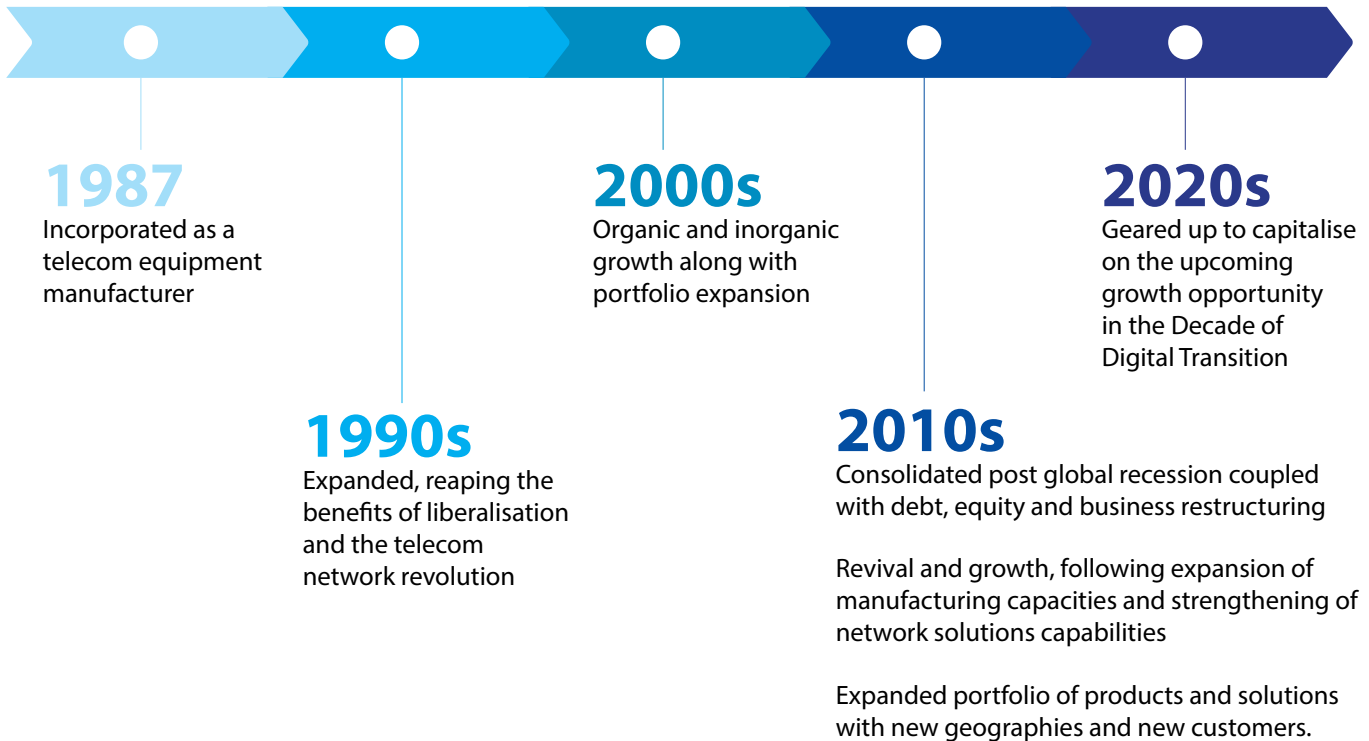 1987
Incorporated as a
telecom equipment
manufacturer
1990s
Expanded, reaping the
benefits of liberalisation
and the telecom
network revolution
2000s
Organic and inorganic
growth along with
portfolio expansion
2010s
Consolidated post global recession coupled
with debt, equity and business restructuring
Revival and growth, following expansion of
manufacturing capacities and strengthening of
network solutions capabilities
Expanded portfolio of products and solutions
with new geographies and new customers.
2020s
Geared up to capitalise
on the upcoming
growth opportunity
in the Decade of
Digital Transition